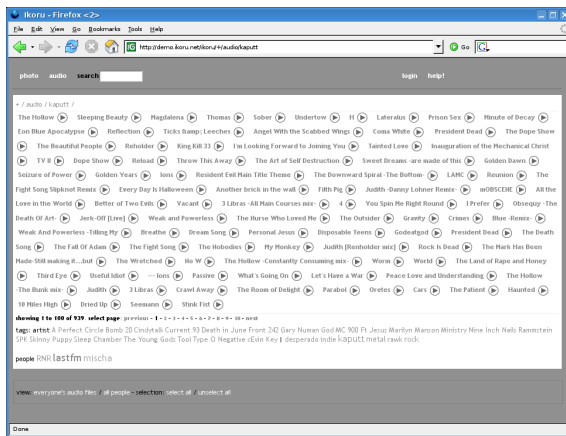 Ikoru - Firefox <2>
File Edit View Go Bookmarks Tools Help
http://demo.ikoru.net/ikoru/+/audio/kaputt Go
photo audio search login help!
+ / audio / kaputt /
The Hollow Sleeping Beauty Magdalena Thomas Sober Undertow H Lateralus Prison Sex Minute of Decay
Eon Blue Apocalypse Reflection Ticks &amp; Leeches Angel With the Scabbed Wings Coma White President Dead The Dope Show
The Beautiful People Reholder King Kill 33 I'm Looking Forward to Joining You Tainted Love Inauguration of the Mechanical Christ
TV 8 Dope Show Reload Throw This Away The Art of Self Destruction Sweet Dreams -are made of this Golden Dawn
Seizure of Power Golden Years Ions Resident Evil Main Title Theme The Downward Spiral -The Bottom- LAMC Reunion The
Fight Song Slipknot Remix Every Day Is Halloween Another brick in the wall Filth Pig Judith -Danny Lohner Remix- mOBSCENE All the
Love in the World Better of Two Evils Vacant 3 Libras -All Main Courses mix- 4 You Spin Me Right Round I Prefer Obsequy -The
Death Of Art- Jerk-Off [Live] Weak and Powerless The Nurse Who Loved Me The Outsider Gravity Crimes Blue -Remix-
Weak And Powerless -Tilling My Breathe Dream Song Personal Jesus Disposable Teens Godeatgod President Dead The Death
Song The Fall Of Adam The Fight Song The Nobodies My Monkey Judith [Renholder mix] Rock Is Dead The Mark Has Been
Made-Still making it...but The Wretched No W The Hollow -Constantly Consuming mix- Worm World The Land of Rape and Honey
Third Eye Useful Idiot --- Ions Passive What's Going On Let's Have a War Peace Love and Understanding The Hollow
-The Bunk mix- Judith 3 Libras Crawl Away The Room of Delight Parabol Oretes Cars The Patient Haunted
10 Miles High Dried Up Seemann Stink Fist
showing 1 to 100 of 939. select page: previous - 1 - 2 - 3 - 4 - 5 - 6 - 7 - 8 - 9 - 10 - next
tags: artist A Perfect Circle Bomb 20 Cindytalk Current 93 Death in June Front 242 Gary Numan God MC 900 Ft Jesus Marilyn Manson Ministry Nine Inch Nails Rammstein
SPK Skinny Puppy Sleep Chamber The Young Gods Tool Type O Negative cEvin Key | desperado indie kaputt metal rawk rock
people RNR lastfm mischa
view: everyone's audio files / all people - selection: select all / unselect all
Done